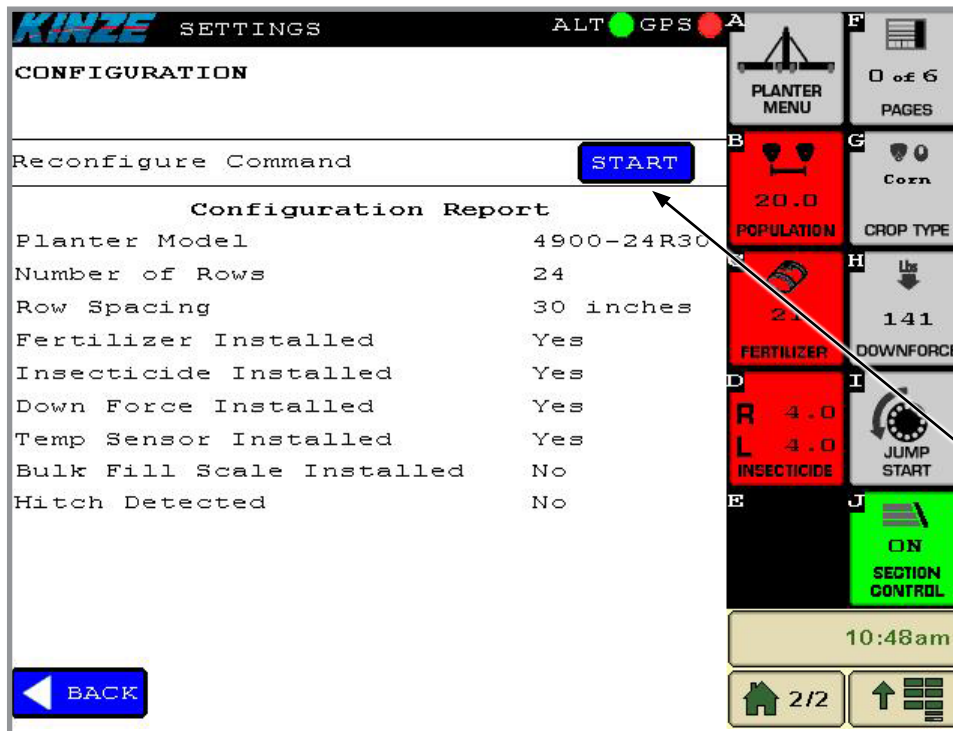 KINZE SETTINGS ALT GPS
CONFIGURATION
Reconfigure Command START
Configuration Report
Planter Model 4900-24R30
Number of Rows 24
Row Spacing 30 inches
Fertilizer Installed Yes
Insecticide Installed Yes
Down Force Installed Yes
Temp Sensor Installed Yes
Bulk Fill Scale Installed No
Hitch Detected No
BACK
A
PLANTER
MENU
F
0 of 6
PAGES
B
20.0
POPULATION
G
Corn
CROP TYPE
FERTILIZER
H
Lbs
141
DOWNFORCE
D
R 4.0
L 4.0
INSECTICIDE
I
JUMP
START
E
J
ON
SECTION
CONTROL
10:48am
2/2